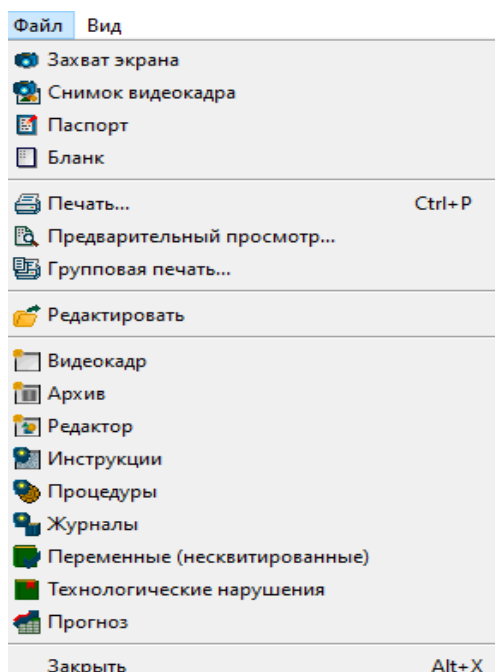 Файл Вид
Захват экрана
Снимок видеокадра
Паспорт
Бланк
Печать... Ctrl+P
Предварительный просмотр...
Групповая печать...
Редактировать
Видеокадр
Архив
Редактор
Инструкции
Процедуры
Журналы
Переменные (несквитированные)
Технологические нарушения
Прогноз
Закрыть Alt+X